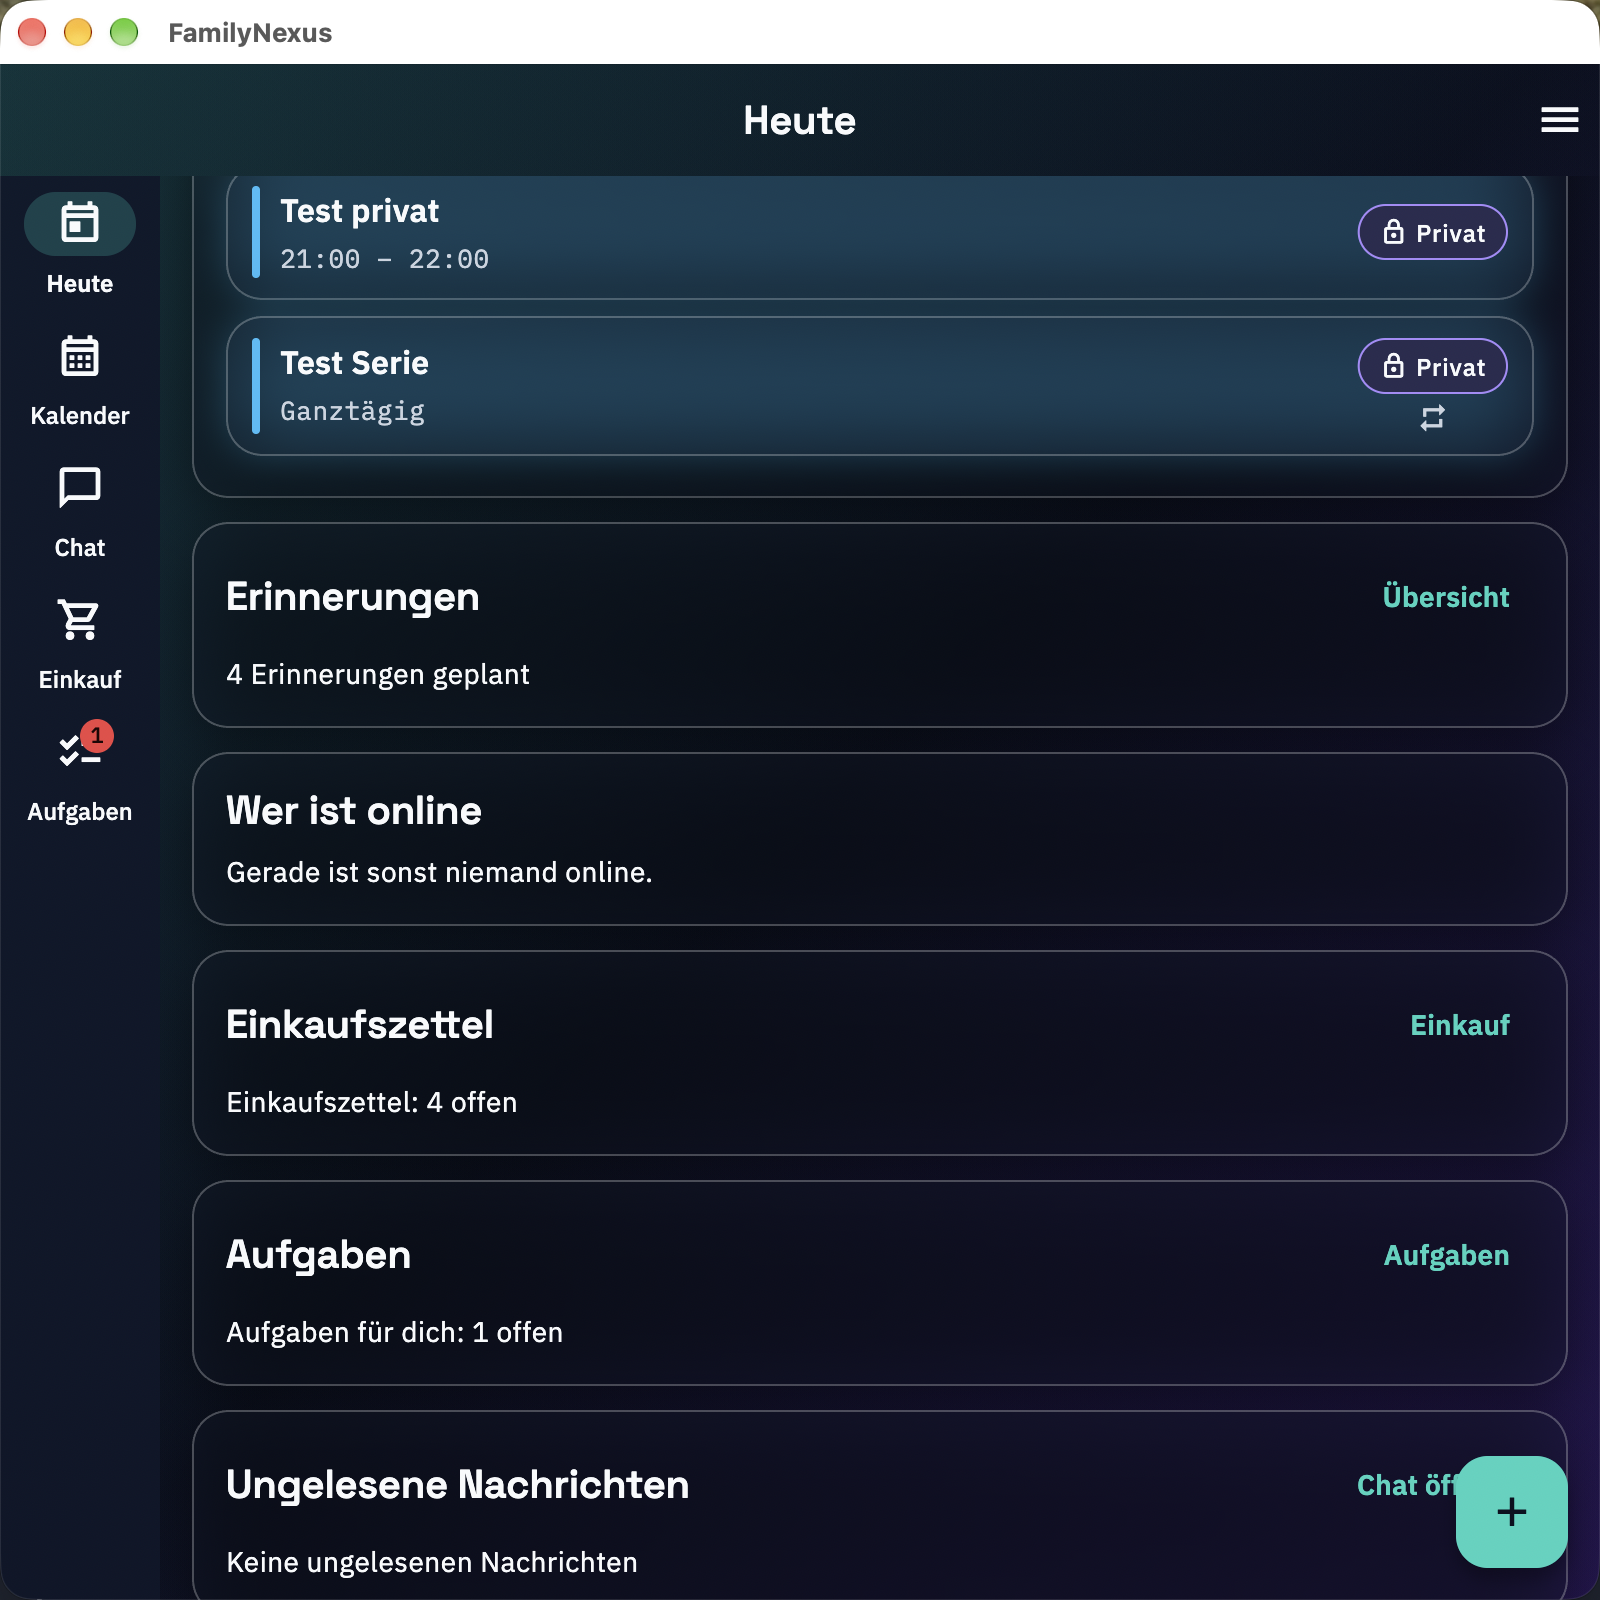 FamilyNexus
Heute
Heute
Kalender
Chat
Einkauf
1
Aufgaben
Test privat
21:00 – 22:00
Privat
Test Serie
Ganztägig
Privat
Erinnerungen
Übersicht
4 Erinnerungen geplant
Wer ist online
Gerade ist sonst niemand online.
Einkaufszettel
Einkauf
Einkaufszettel: 4 offen
Aufgaben
Aufgaben
Aufgaben für dich: 1 offen
Ungelesene Nachrichten
Chat
Keine ungelesenen Nachrichten